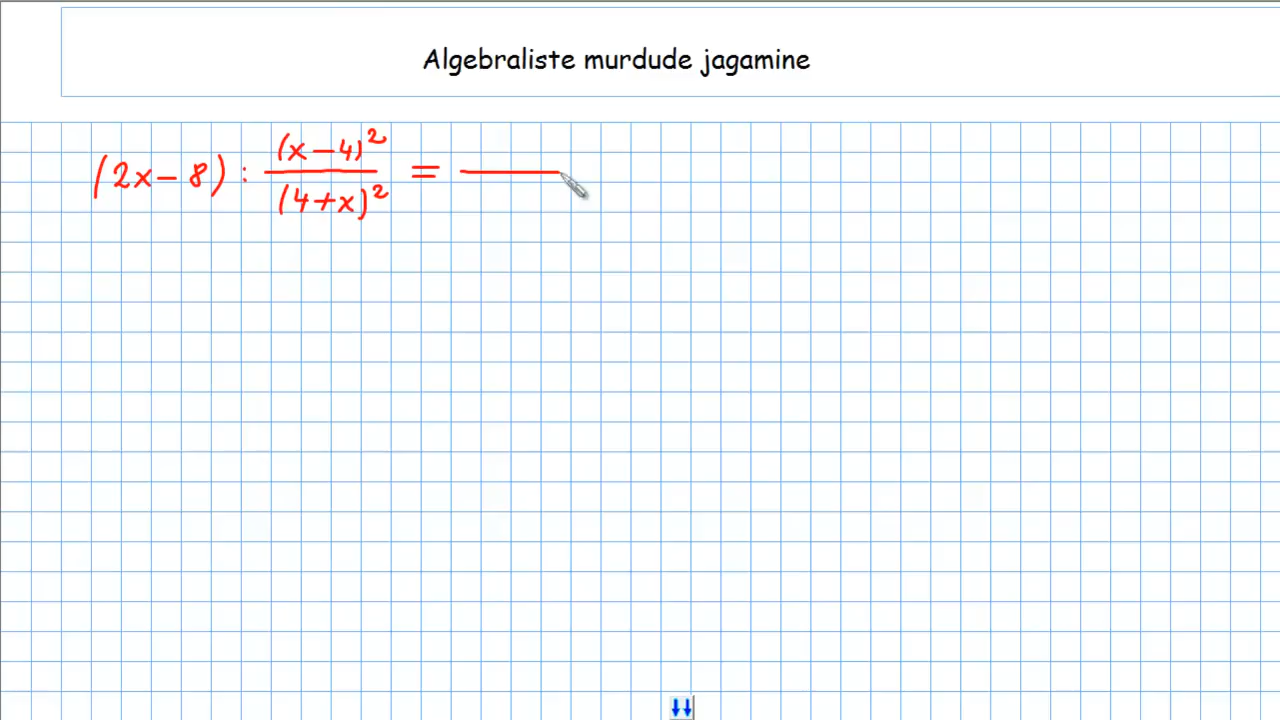 Algebraliste murdude jagamine
(2x - 8) : (x - 4)² / (4 + x)² =